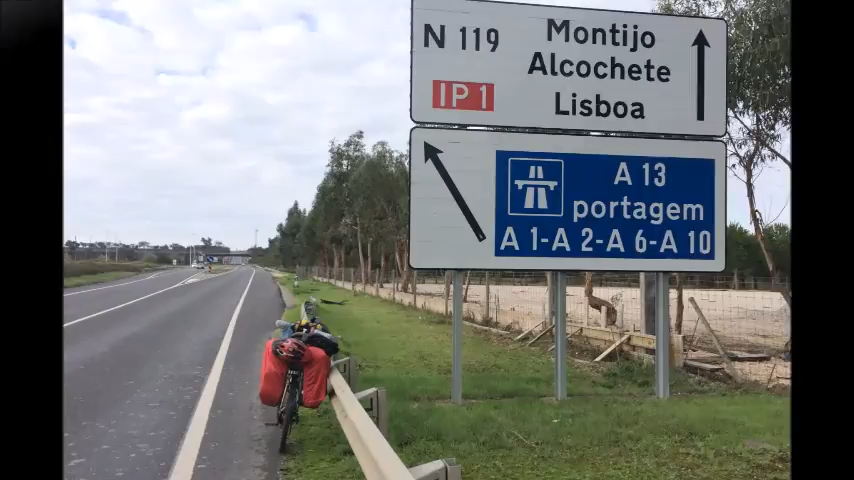 N 119
Montijo
Alcochete
IP 1
Lisboa
A 13
portagem
A 1-A 2-A 6-A 10